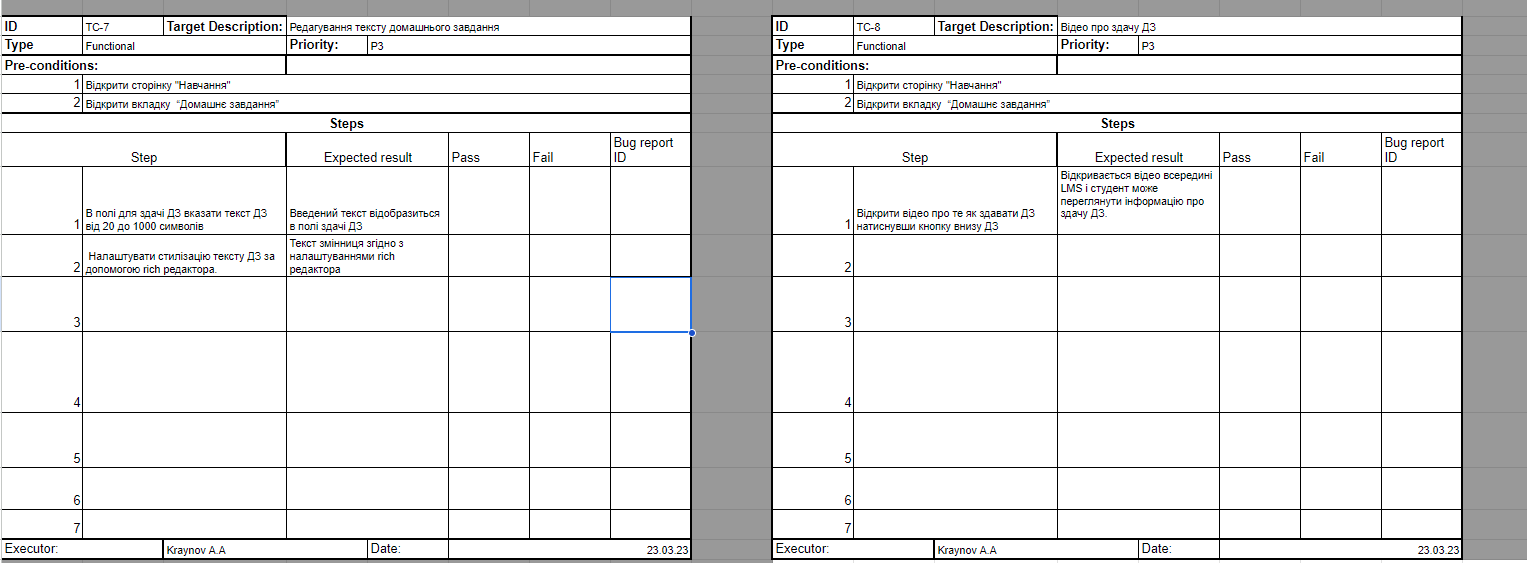 ID TC-7 Target Description: Редагування тексту домашнього завдання
Type Functional Priority: P3
Pre-conditions:
1 Відкрити сторінку "Навчання"
2 Відкрити вкладку “Домашнє завдання”
Steps
Step Expected result Pass Fail Bug report ID
1 В полі для здачі ДЗ вказати текст ДЗ
від 20 до 1000 символів
Введений текст відобразиться
в полі здачі ДЗ
2 Налаштувати стилізацію тексту ДЗ за
допомогою rich редактора.
Текст змінниця згідно з
налаштуваннями rich
редактора
3
4
5
6
7
Executor: Kraynov A.A Date: 23.03.23
ID TC-8 Target Description: Відео про здачу ДЗ
Type Functional Priority: P3
Pre-conditions:
1 Відкрити сторінку "Навчання"
2 Відкрити вкладку “Домашнє завдання”
Steps
Step Expected result Pass Fail Bug report ID
1 Відкрити відео про те як здавати ДЗ
натиснувши кнопку внизу ДЗ
Відкривається відео всередині
LMS і студент може
переглянути інформацію про
здачу ДЗ.
2
3
4
5
6
7
Executor: Kraynov A.A Date: 23.03.23